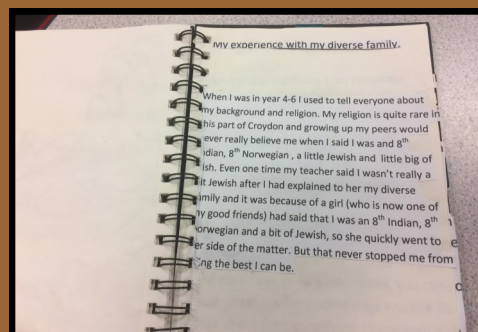 My experience with my diverse family.
When I was in year 4-6 I used to tell everyone about
my background and religion. My religion is quite rare in
his part of Croydon and growing up my peers would
ever really believe me when I said I was and 8th
dian, 8th Norwegian , a little Jewish and little big of
ish. Even one time my teacher said I wasn't really a
it Jewish after I had explained to her my diverse
amily and it was because of a girl (who is now one of
my good friends) had said that I was an 8th Indian, 8th
orwegian and a bit of Jewish, so she quickly went to
er side of the matter. But that never stopped me from
ing the best I can be.